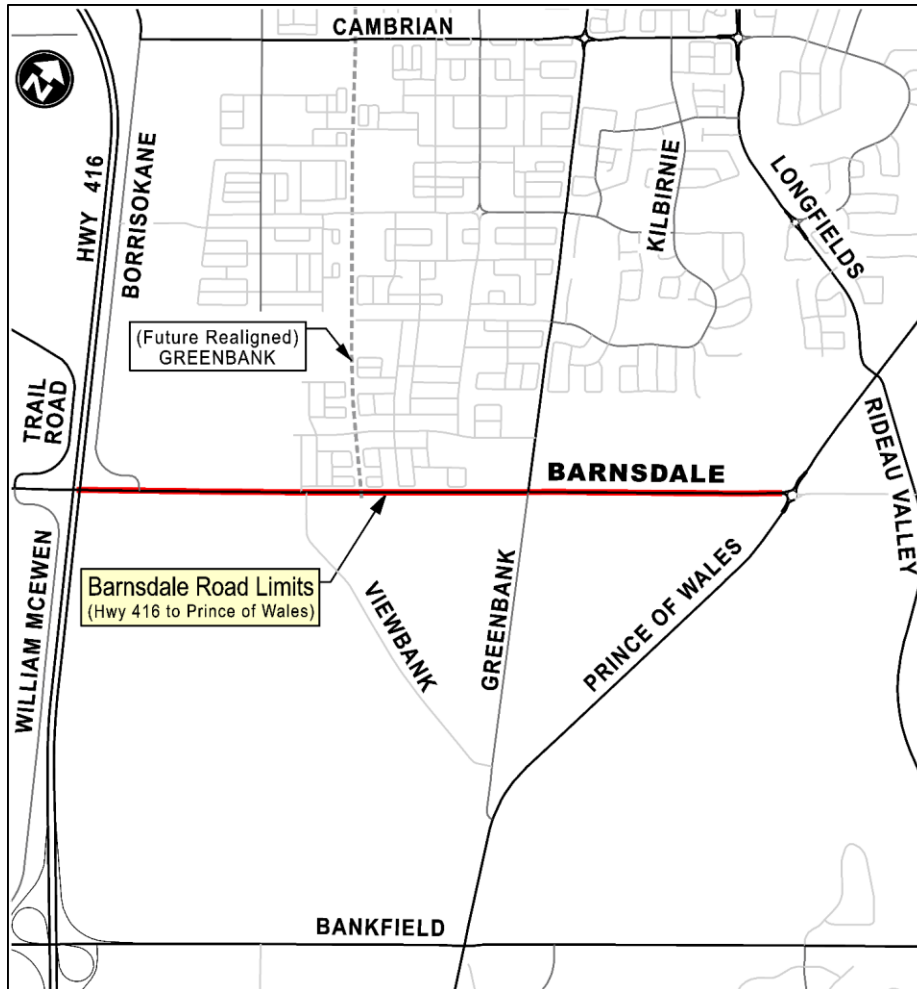 CAMBRIAN
N
HWY 416
BORRISOKANE
KILBIRNIE
LONGFIELDS
(Future Realigned)
GREENBANK
TRAIL
ROAD
BARNSDALE
RIDEAU VALLEY
Barnsdale Road Limits
(Hwy 416 to Prince of Wales)
WILLIAM MCEWEN
VIEWBANK
GREENBANK
PRINCE OF WALES
BANKFIELD